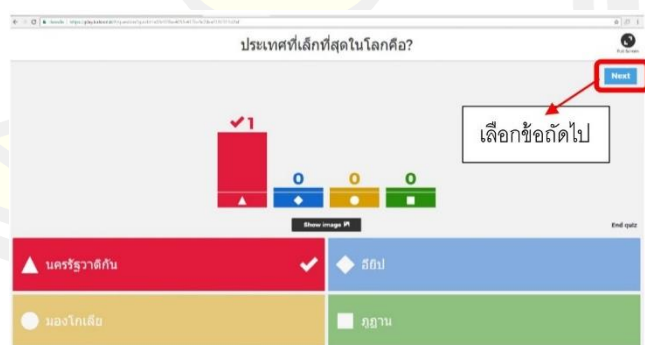 ประเทศที่เล็กที่สุดในโลกคือ?
Next
เลือกข้อถัดไป
1
0
0
0
Show image
End quiz
นครรัฐวาติกัน
อียิป
มองโกเลีย
ภูฏาน